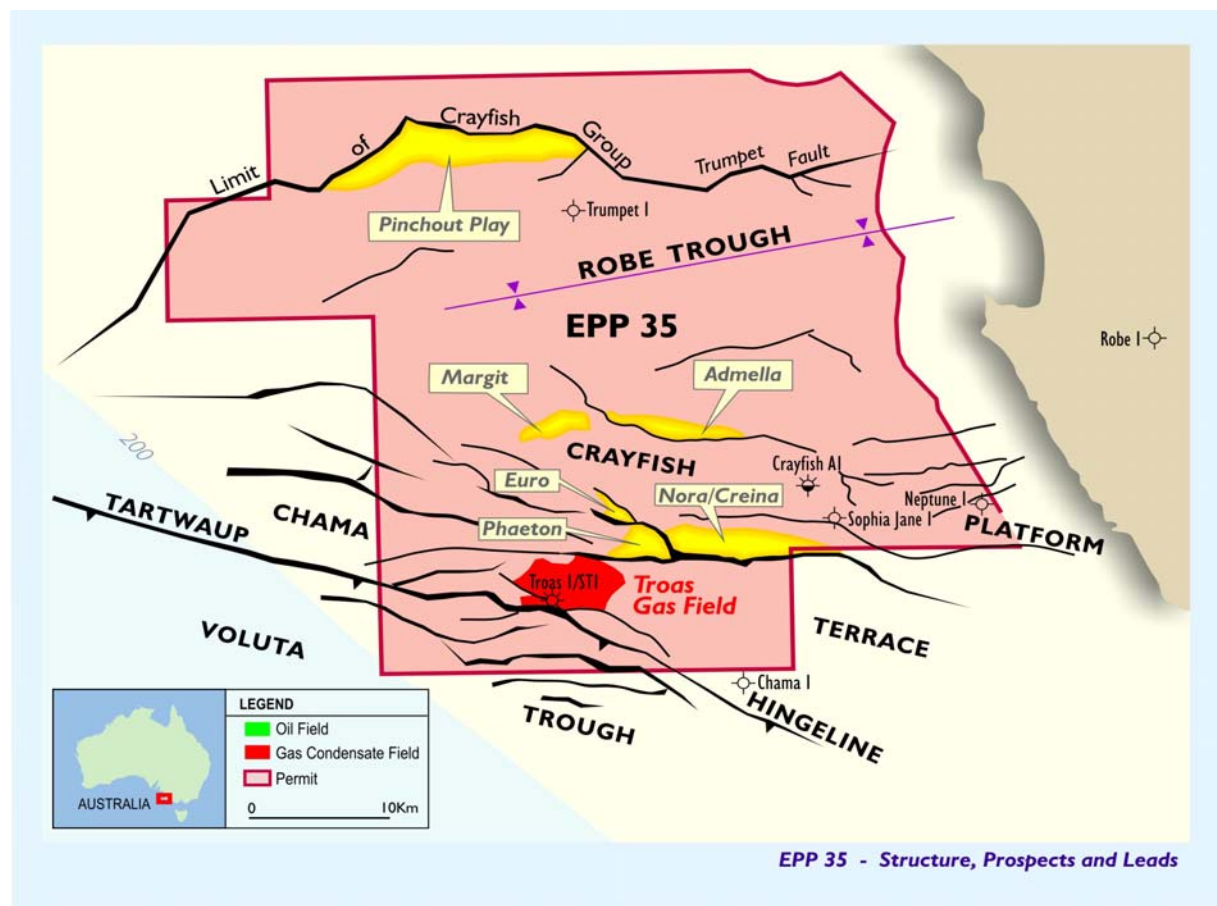 Limit of Crayfish Group
Trumpet Fault
Pinchout Play
Trumpet 1
ROBE TROUGH
EPP 35
Robe 1
Margit
Admella
200
CRAYFISH
Crayfish A1
Euro
Nora/Creina
Neptune 1
TARTWAUP
CHAMA
Phaeton
Sophia Jane 1
PLATFORM
Troas 1/ST1
Troas
Gas Field
VOLUTA
TERRACE
Chama 1
TROUGH
HINGELINE
LEGEND
Oil Field
Gas Condensate Field
Permit
0 10Km
AUSTRALIA
EPP 35 - Structure, Prospects and Leads